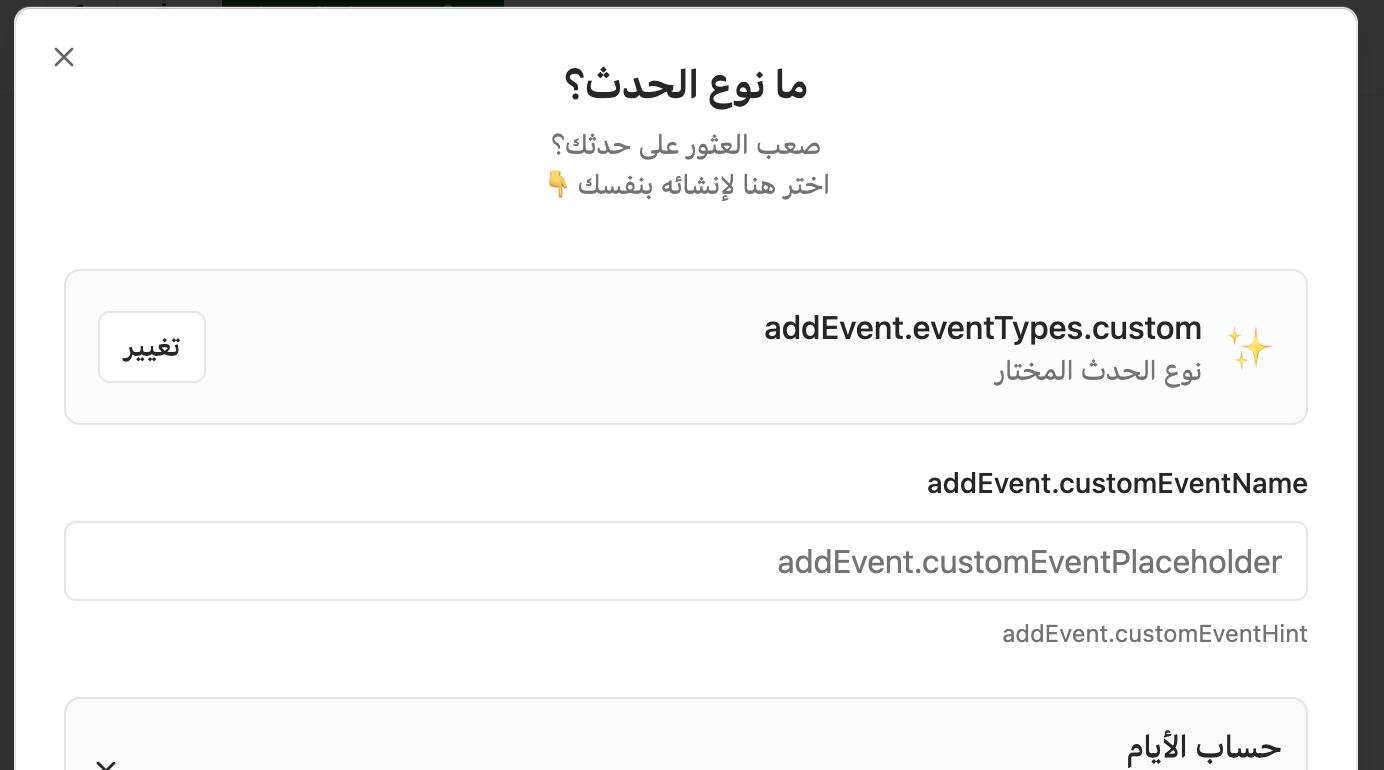 ما نوع الحدث؟
صعب العثور على حدثك؟
اختر هنا لإنشائه بنفسك 👇
addEvent.eventTypes.custom
نوع الحدث المختار
تغيير
addEvent.customEventName
addEvent.customEventPlaceholder
addEvent.customEventHint
حساب الأيام